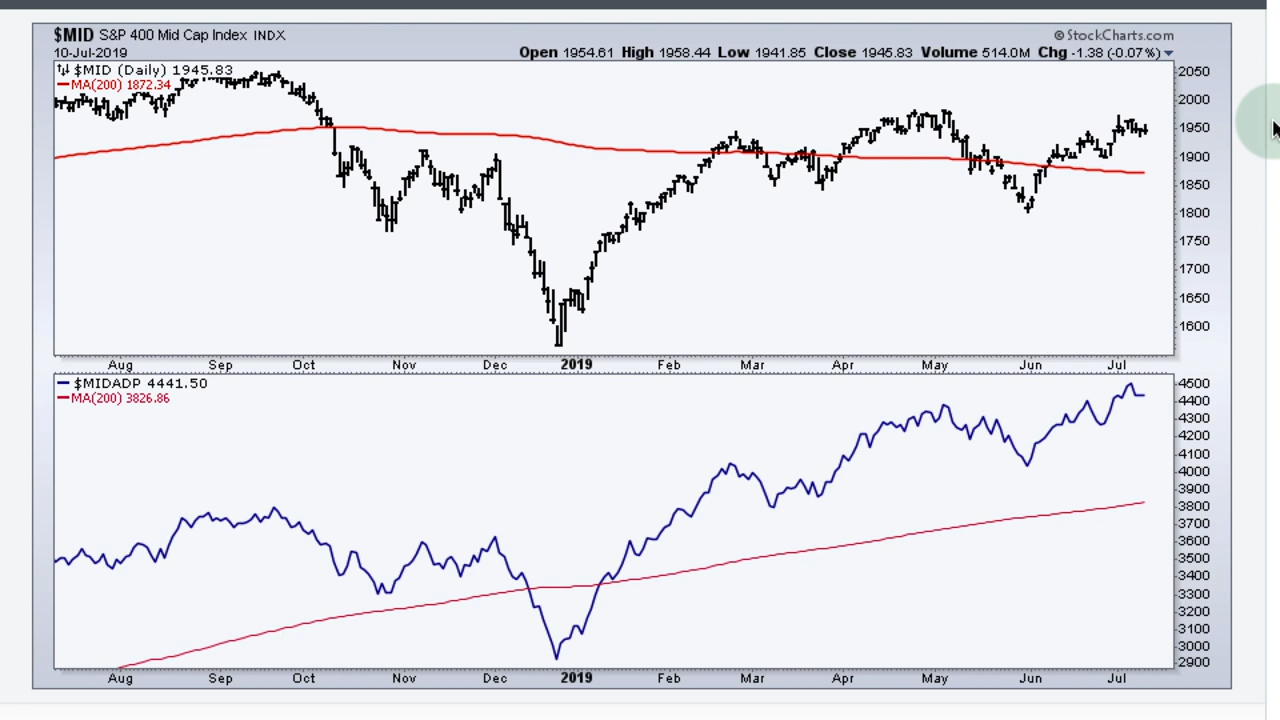 $MID S&P 400 Mid Cap Index INDX
© StockCharts.com
10-Jul-2019
Open 1954.61 High 1958.44 Low 1941.85 Close 1945.83 Volume 514.0M Chg -1.38 (-0.07%)
$MID (Daily) 1945.83
MA(200) 1872.34
2050
2000
1950
1900
1850
1800
1750
1700
1650
1600
Aug Sep Oct Nov Dec 2019 Feb Mar Apr May Jun Jul
$MIDADP 4441.50
MA(200) 3826.86
4500
4400
4300
4200
4100
4000
3900
3800
3700
3600
3500
3400
3300
3200
3100
3000
2900
Aug Sep Oct Nov Dec 2019 Feb Mar Apr May Jun Jul